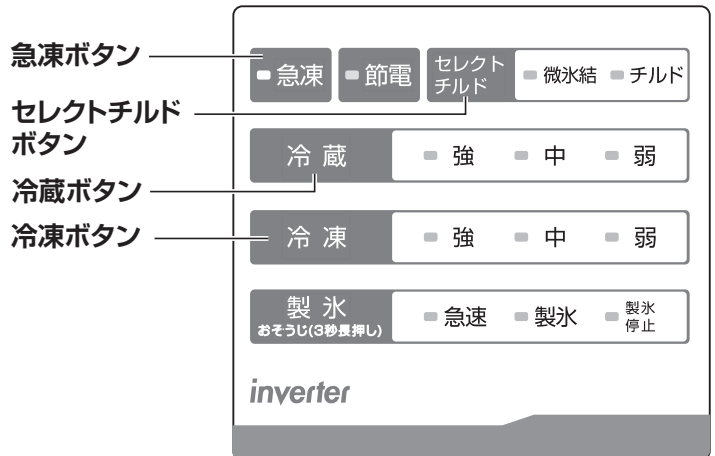 急凍ボタン
セレクトチルド
ボタン
冷蔵ボタン
冷凍ボタン
急凍 節電 セレクト
チルド 微氷結 チルド
冷蔵 強 中 弱
冷凍 強 中 弱
製氷
おそうじ(3秒長押し)
急速 製氷 製氷
停止
inverter